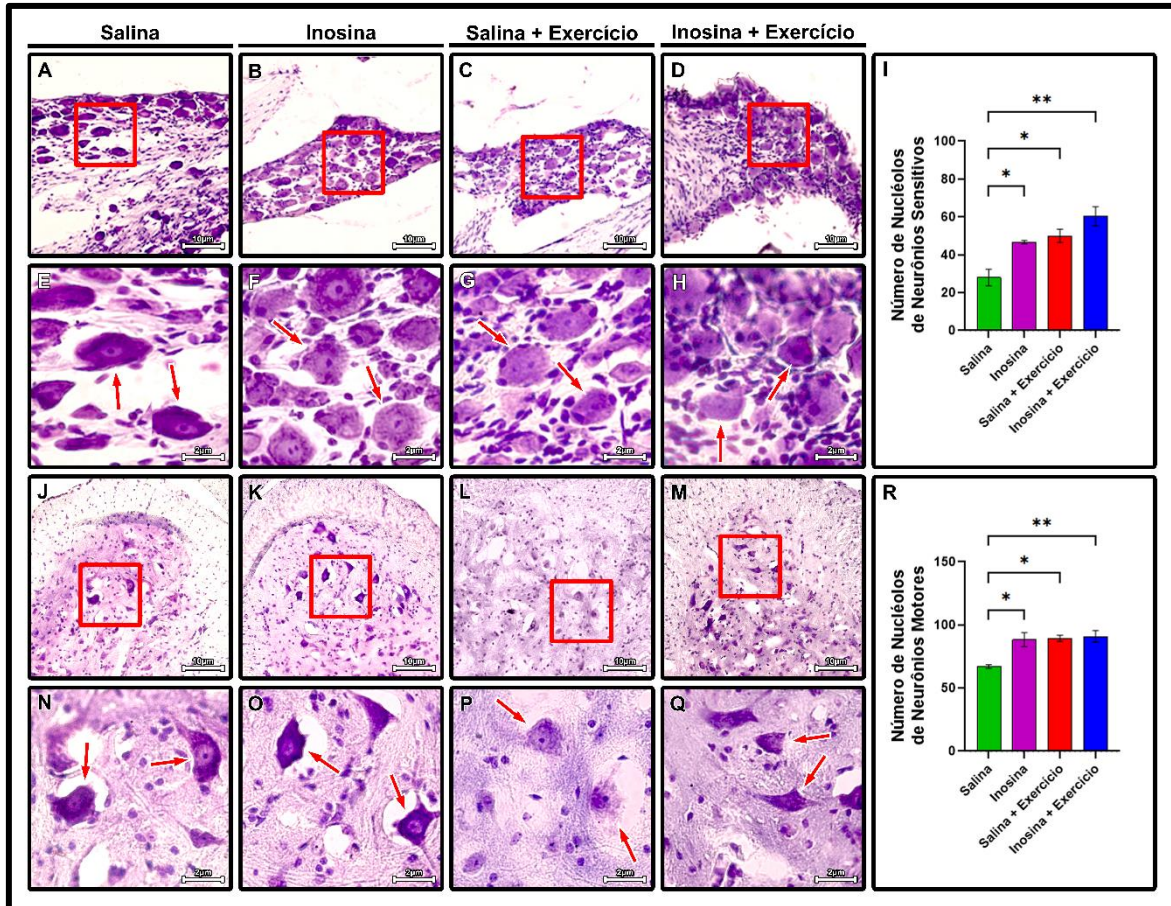 Salina
Inosina
Salina + Exercício
Inosina + Exercício
A
B
C
D
10µm
10µm
10µm
10µm
E
F
G
H
2µm
2µm
2µm
2µm
I
Número de Nucléolos
de Neurônios Sensitivos
100
80
60
40
20
0
*
*
**
Salina
Inosina
Salina + Exercício
Inosina + Exercício
J
K
L
M
10µm
10µm
10µm
10µm
N
O
P
Q
2µm
2µm
2µm
2µm
R
Número de Nucléolos
de Neurônios Motores
150
100
50
0
*
*
**
Salina
Inosina
Salina + Exercício
Inosina + Exercício